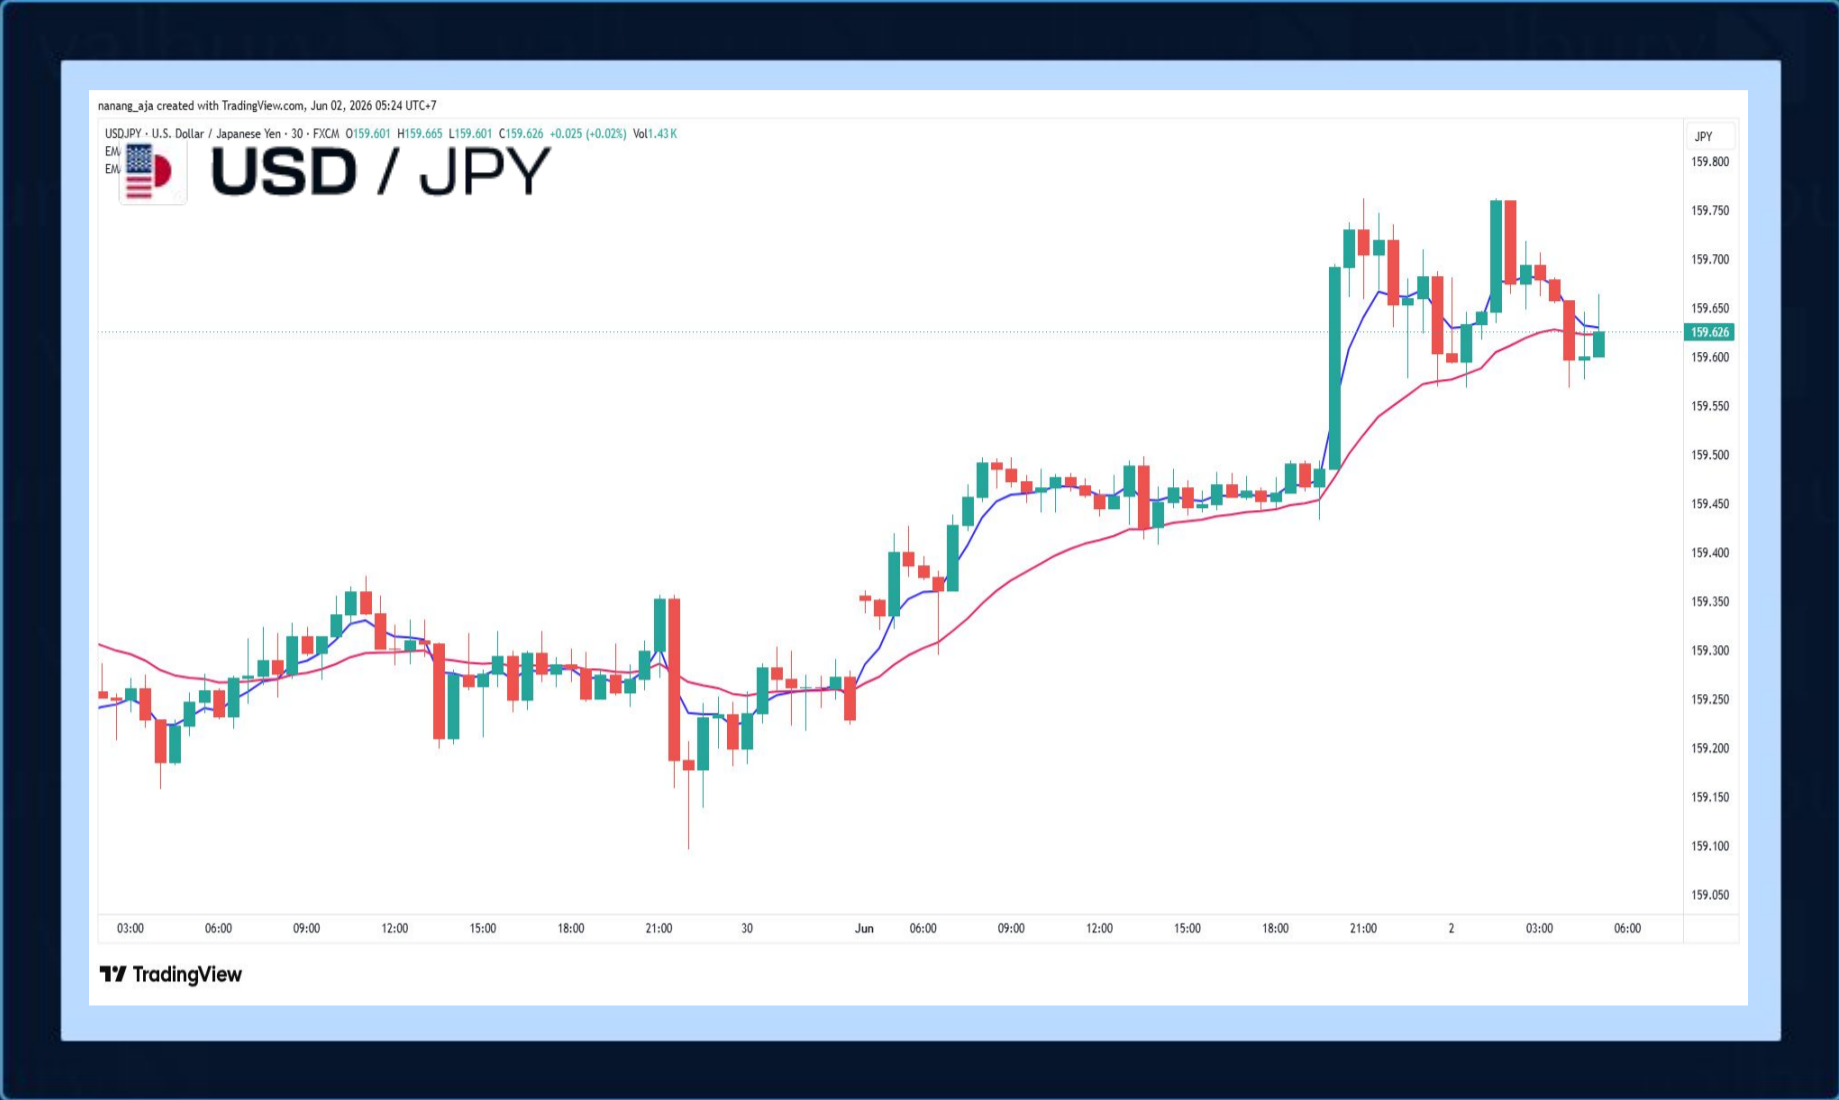 nanang_aja created with TradingView.com, Jun 02, 2026 05:24 UTC+7
USDJPY · U.S. Dollar / Japanese Yen · 30 · FXCM O159.601 H159.665 L159.601 C159.626 +0.025 (+0.02%) Vol1.43 K
JPY
USD / JPY
159.800
159.750
159.700
159.650
159.626
159.600
159.550
159.500
159.450
159.400
159.350
159.300
159.250
159.200
159.150
159.100
159.050
03:00 06:00 09:00 12:00 15:00 18:00 21:00 30 Jun 06:00 09:00 12:00 15:00 18:00 21:00 2 03:00 06:00
TradingView